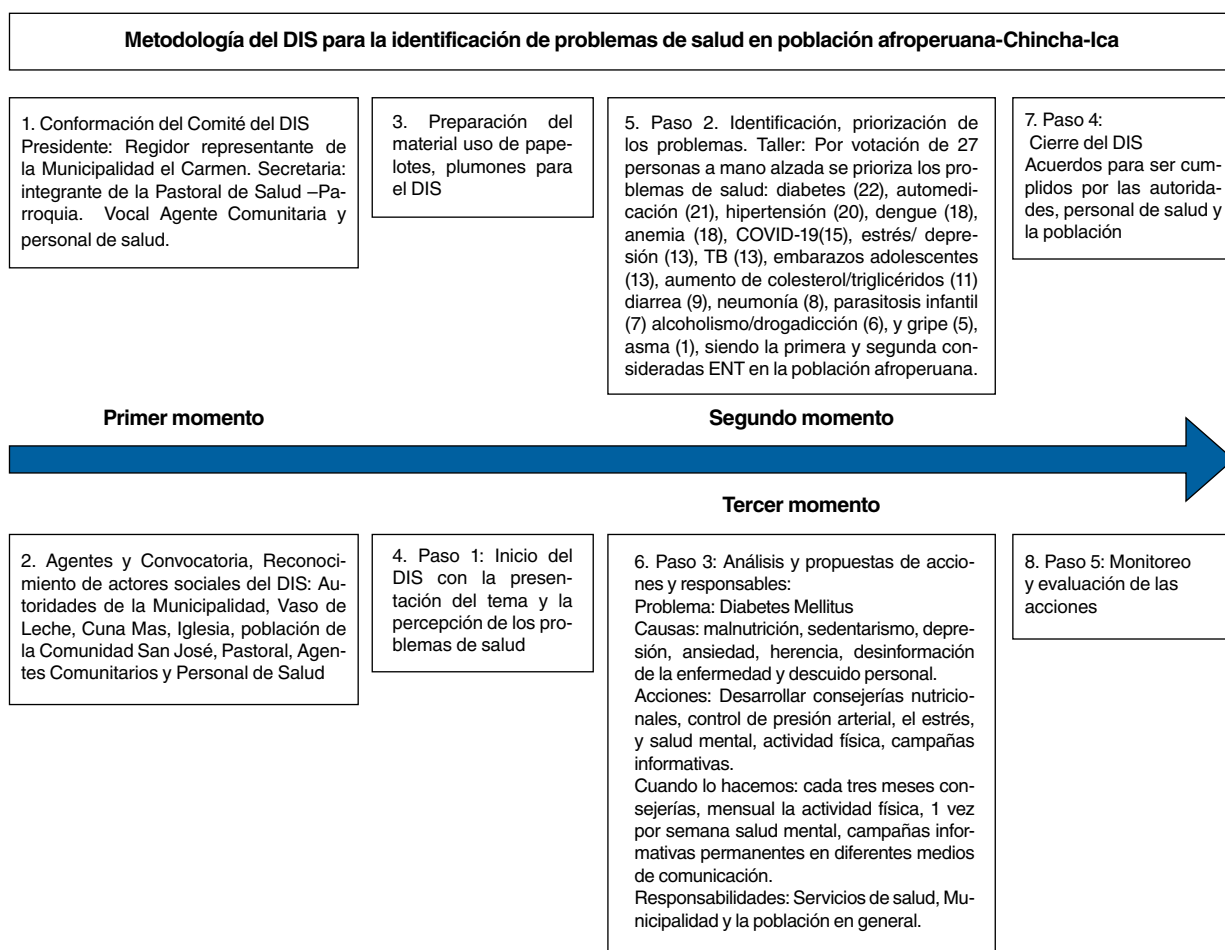 Metodología del DIS para la identificación de problemas de salud en población afroperuana-Chincha-Ica
1. Conformación del Comité del DIS
Presidente: Regidor representante de
la Municipalidad el Carmen. Secretaria:
integrante de la Pastoral de Salud –Pa-
rroquia. Vocal Agente Comunitaria y
personal de salud.
3. Preparación del
material uso de pape-
lotes, plumones para
el DIS
5. Paso 2. Identificación, priorización de
los problemas. Taller: Por votación de 27
personas a mano alzada se prioriza los pro-
blemas de salud: diabetes (22), automedi-
cación (21), hipertensión (20), dengue (18),
anemia (18), COVID-19(15), estrés/ depre-
sión (13), TB (13), embarazos adolescentes
(13), aumento de colesterol/triglicéridos (11)
diarrea (9), neumonía (8), parasitosis infantil
(7) alcoholismo/drogadicción (6), y gripe (5),
asma (1), siendo la primera y segunda con-
sideradas ENT en la población afroperuana.
7. Paso 4:
Cierre del DIS
Acuerdos para ser cum-
plidos por las autorida-
des, personal de salud y
la población
Primer momento
Segundo momento
Tercer momento
2. Agentes y Convocatoria, Reconoci-
miento de actores sociales del DIS: Au-
toridades de la Municipalidad, Vaso de
Leche, Cuna Mas, Iglesia, población de
la Comunidad San José, Pastoral, Agen-
tes Comunitarios y Personal de Salud
4. Paso 1: Inicio del
DIS con la presen-
tación del tema y la
percepción de los pro-
blemas de salud
6. Paso 3: Análisis y propuestas de accio-
nes y responsables:
Problema: Diabetes Mellitus
Causas: malnutrición, sedentarismo, depre-
sión, ansiedad, herencia, desinformación
de la enfermedad y descuido personal.
Acciones: Desarrollar consejerías nutricio-
nales, control de presión arterial, el estrés,
y salud mental, actividad física, campañas
informativas.
Cuando lo hacemos: cada tres meses con-
sejerías, mensual la actividad física, 1 vez
por semana salud mental, campañas infor-
mativas permanentes en diferentes medios
de comunicación.
Responsabilidades: Servicios de salud, Mu-
nicipalidad y la población en general.
8. Paso 5: Monitoreo
y evaluación de las
acciones